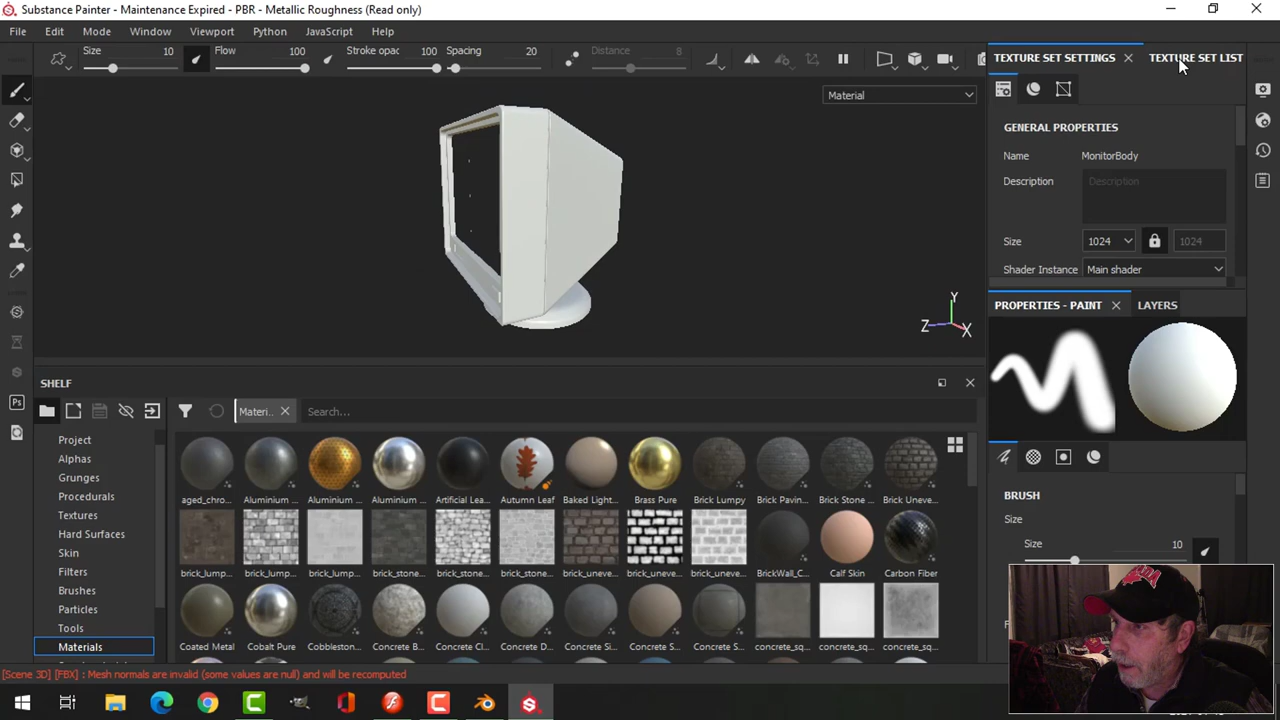 Substance Painter - Maintenance Expired - PBR - Metallic Roughness (Read only)
File Edit Mode Window Viewport Python JavaScript Help
Size 10 Flow 100 Stroke opac 100 Spacing 20 Distance 8
TEXTURE SET SETTINGS TEXTURE SET LIST
Material
GENERAL PROPERTIES
Name MonitorBody
Description Description
Size 1024 1024
Shader Instance Main shader
Y
Z X
PROPERTIES - PAINT LAYERS
SHELF
Materi.. Search...
Project
Alphas
Grunges
Procedurals
Textures
Hard Surfaces
Skin
Filters
Brushes
Particles
Tools
Materials
aged_chro... Aluminium ... Aluminium ... Aluminium ... Artificial Lea... Autumn Leaf Baked Light... Brass Pure Brick Lumpy Brick Pavin... Brick Stone ... Brick Uneve...
brick_lump... brick_lump... brick_lump... brick_stone... brick_stone... brick_stone... brick_uneve... brick_uneve... brick_uneve... BrickWall_C... Calf Skin Carbon Fiber
Coated Metal Cobalt Pure Cobbleston... Concrete B... Concrete Cl... Concrete D... Concrete Si... Concrete S... Concrete S... concrete_sq... concrete_sq... concrete_sq...
BRUSH
Size
Size 10
[Scene 3D] [FBX] : Mesh normals are invalid (some values are null) and will be recomputed
Ps